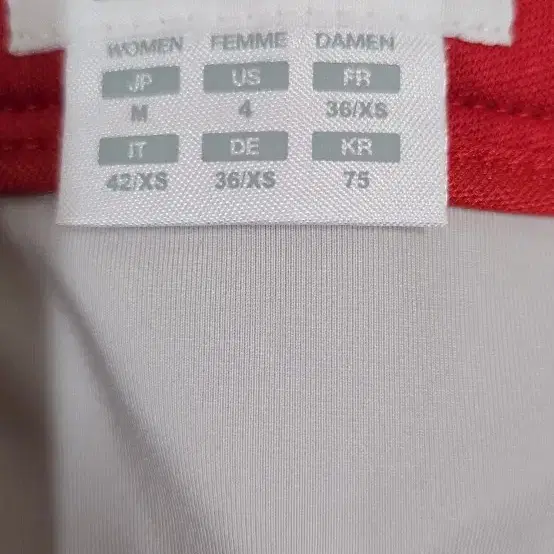 WOMEN FEMME DAMEN
JP US FR
M 4 36/XS
IT DE KR
42/XS 36/XS 75